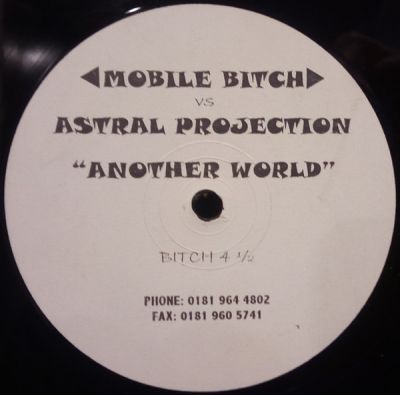 MOBILE BITCH
VS
ASTRAL PROJECTION
"ANOTHER WORLD"
BITCH 4 1/2
PHONE: 0181 964 4802
FAX: 0181 960 5741